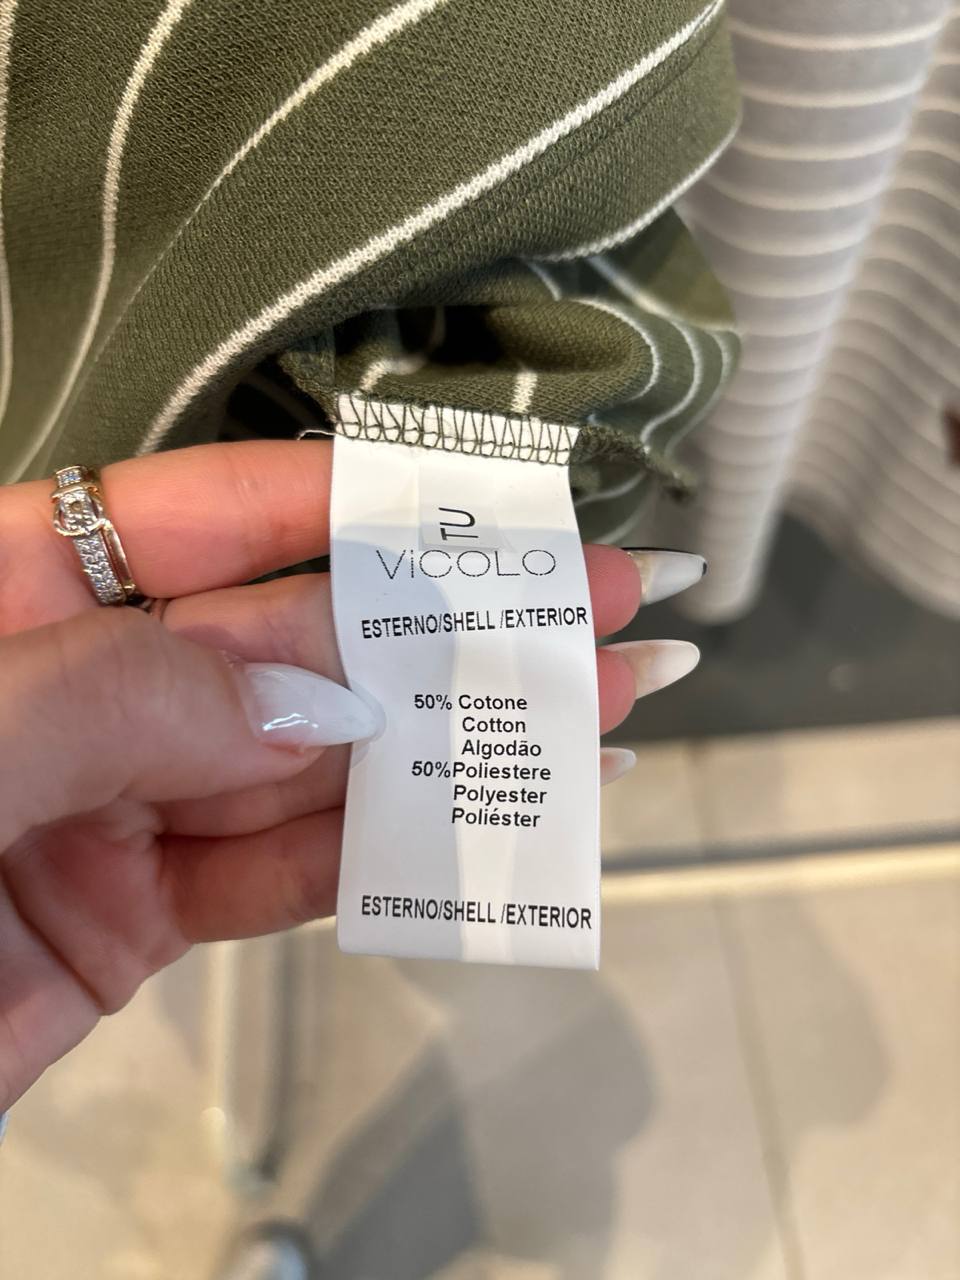 TU
ViCOLO
ESTERNO/SHELL /EXTERIOR
50% Cotone
Cotton
Algodão
50%Poliestere
Polyester
Poliéster
ESTERNO/SHELL /EXTERIOR